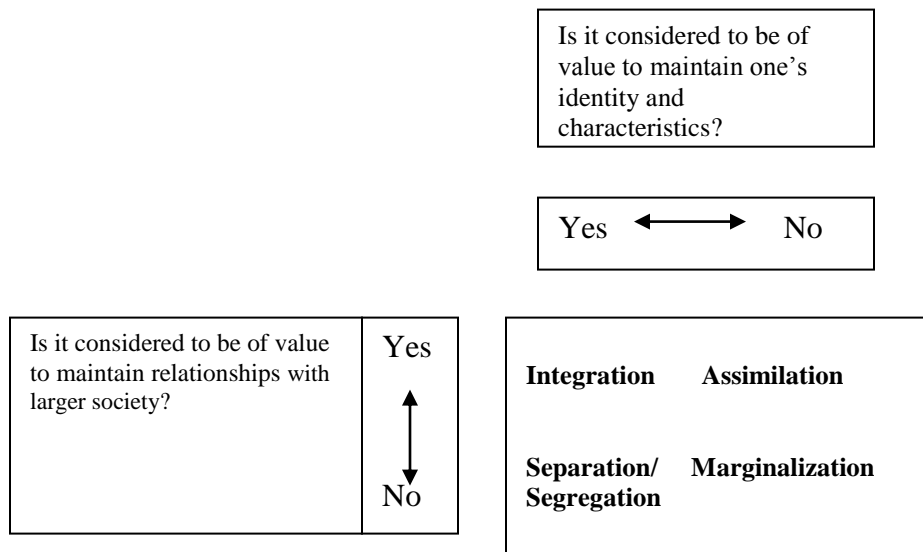 Is it considered to be of
value to maintain one's
identity and
characteristics?
Yes No
Is it considered to be of value
to maintain relationships with
larger society?
Yes
No
Integration Assimilation
Separation/ Marginalization
Segregation